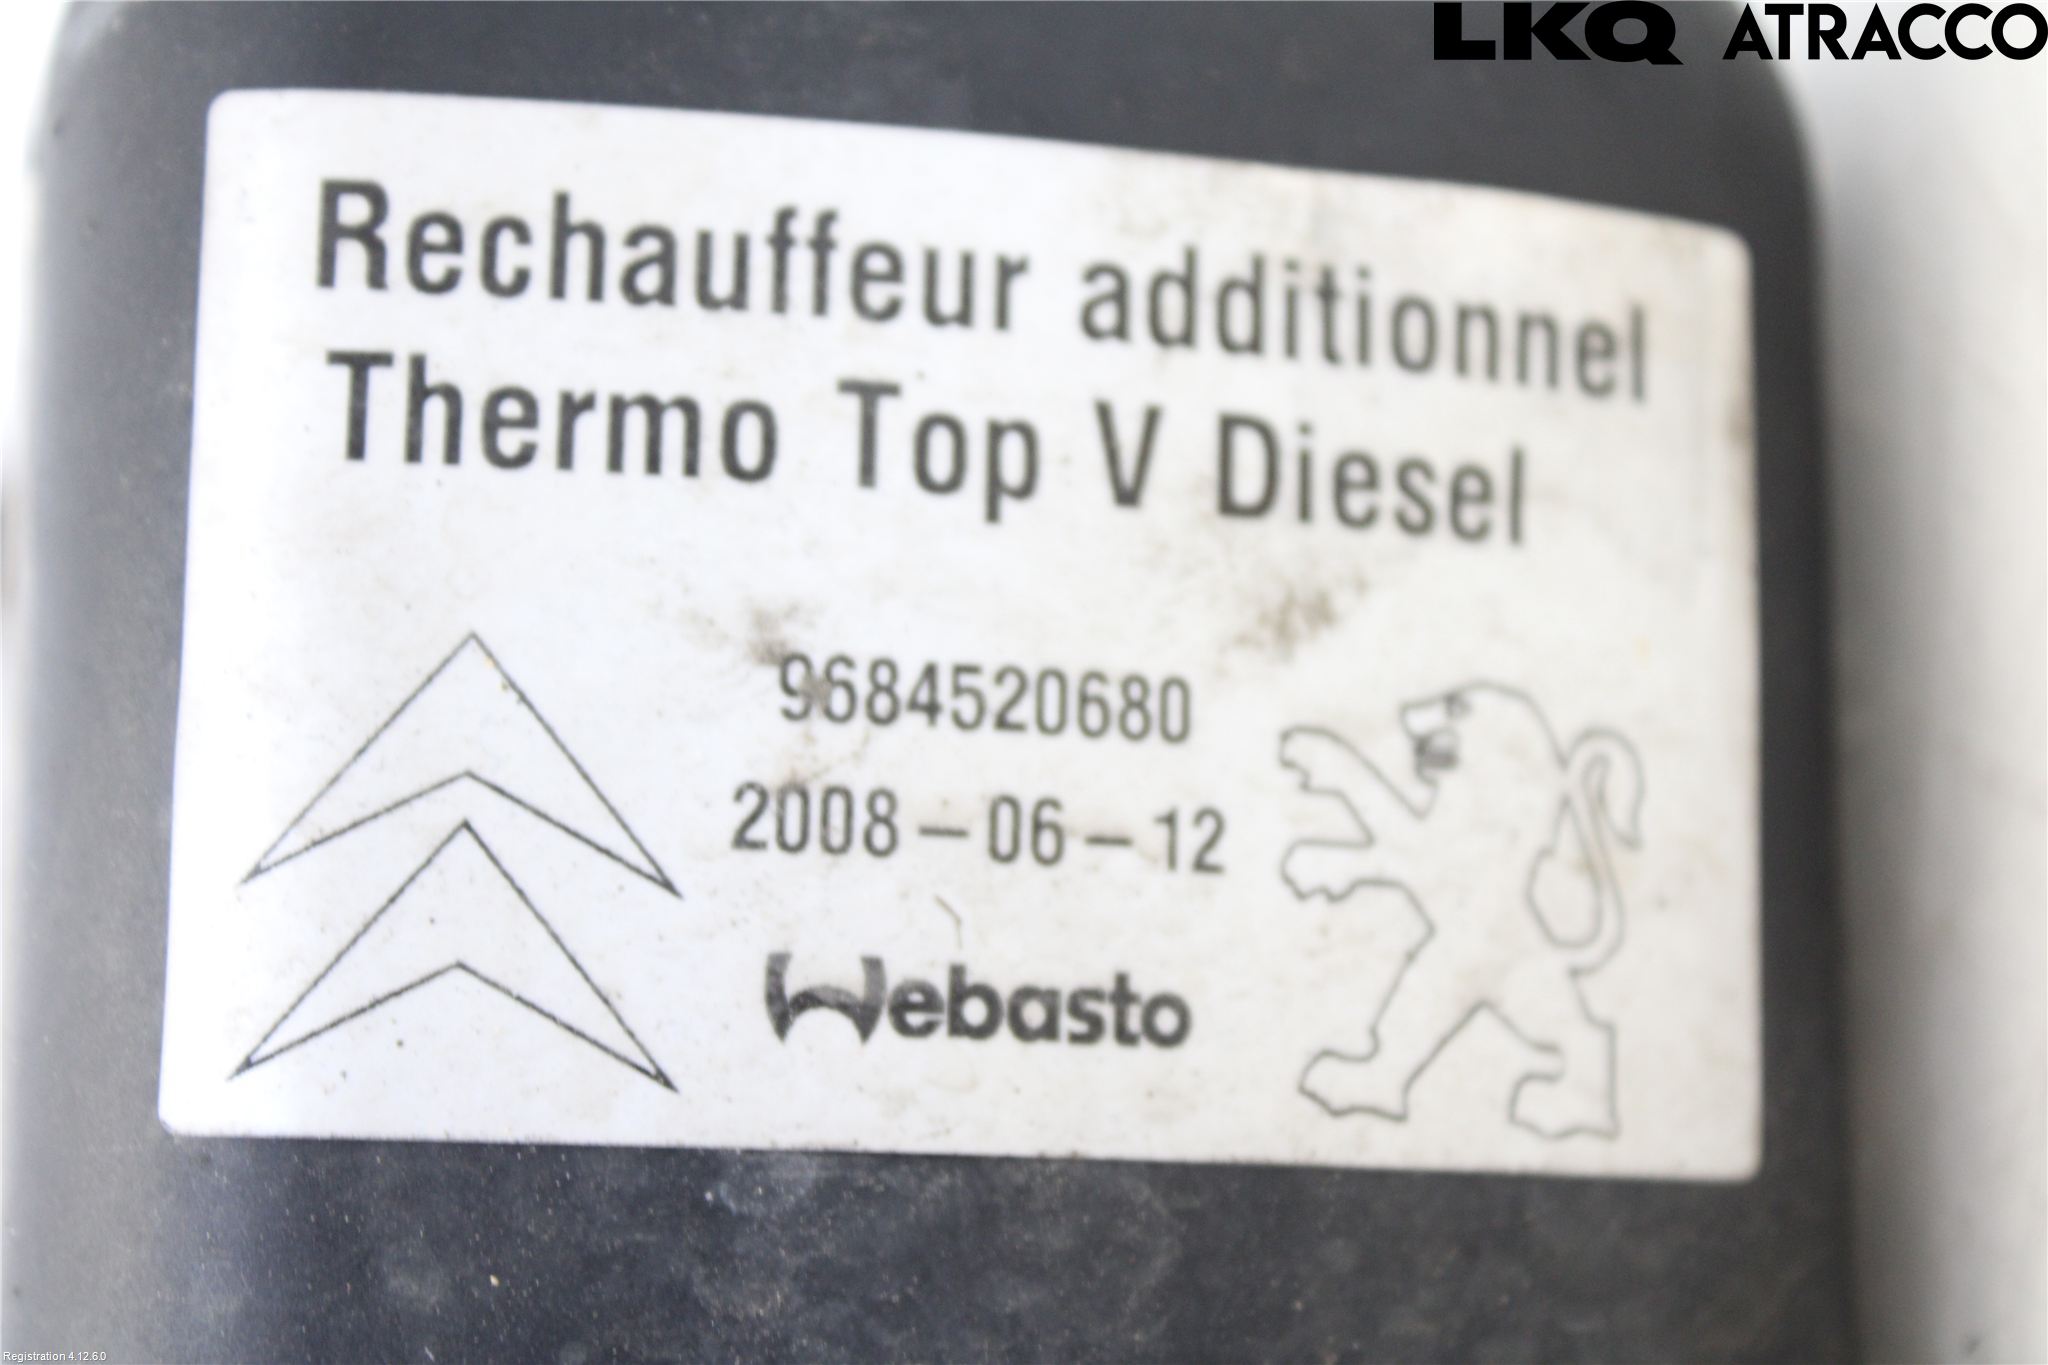 LKQ ATRACCO
Rechauffeur additionnel
Thermo Top V Diesel
9684520680
2008-06-12
Webasto
Registration 4.12.6.0